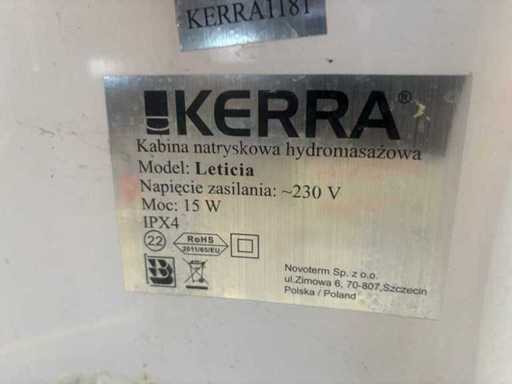 KERRA1181
KERRA®
Kabina natryskowa hydromasażowa
Model: Leticia
Napięcie zasilania: ~230 V
Moc: 15 W
IPX4
22
RoHS
2011/65/EU
B
Novoterm Sp. z o.o.
ul.Zimowa 6, 70-807,Szczecin
Polska / Poland